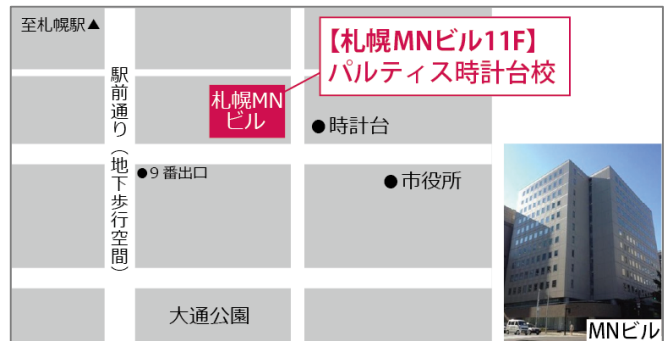 至札幌駅▲
【札幌MNビル11F】
パルティス時計台校
駅前通り（地下歩行空間）
札幌MN
ビル
●時計台
●9番出口
●市役所
大通公園
MNビル